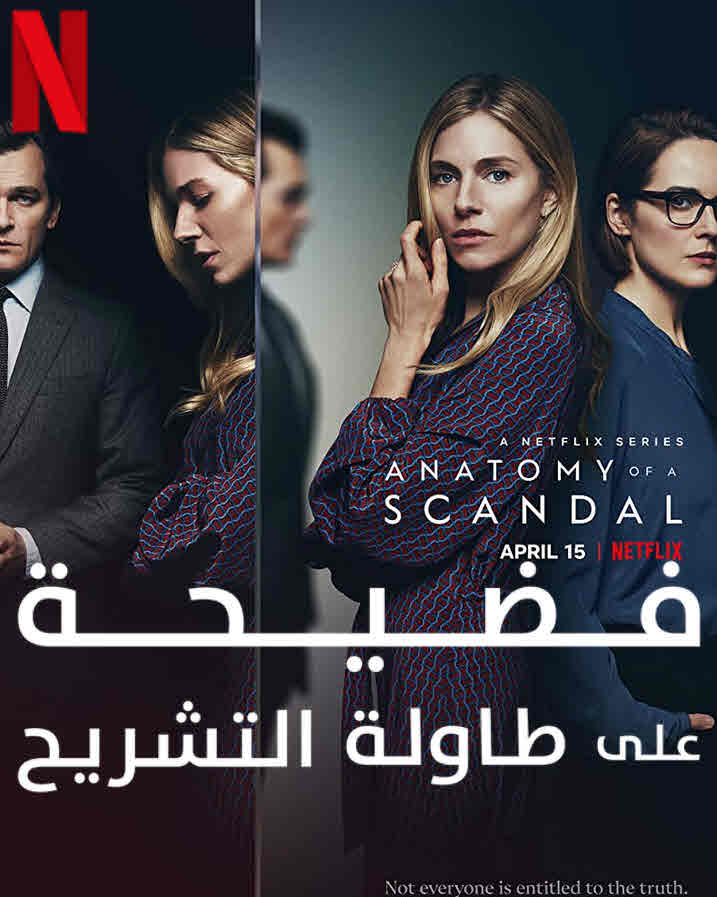 N
A NETFLIX SERIES
ANATOMY OF A
SCANDAL
APRIL 15 | NETFLIX
فضيحة
على طاولة التشريح
Not everyone is entitled to the truth.